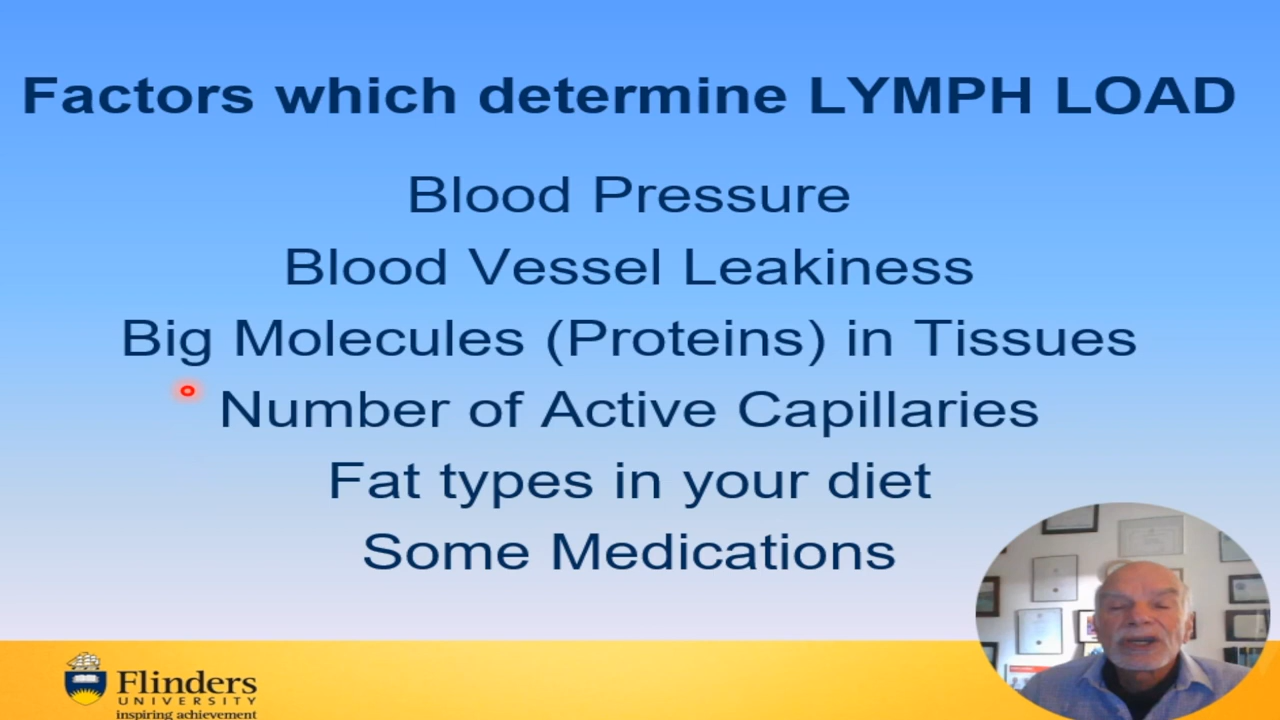 Factors which determine LYMPH LOAD
Blood Pressure
Blood Vessel Leakiness
Big Molecules (Proteins) in Tissues
Number of Active Capillaries
Fat types in your diet
Some Medications
Flinders
UNIVERSITY
inspiring achievement